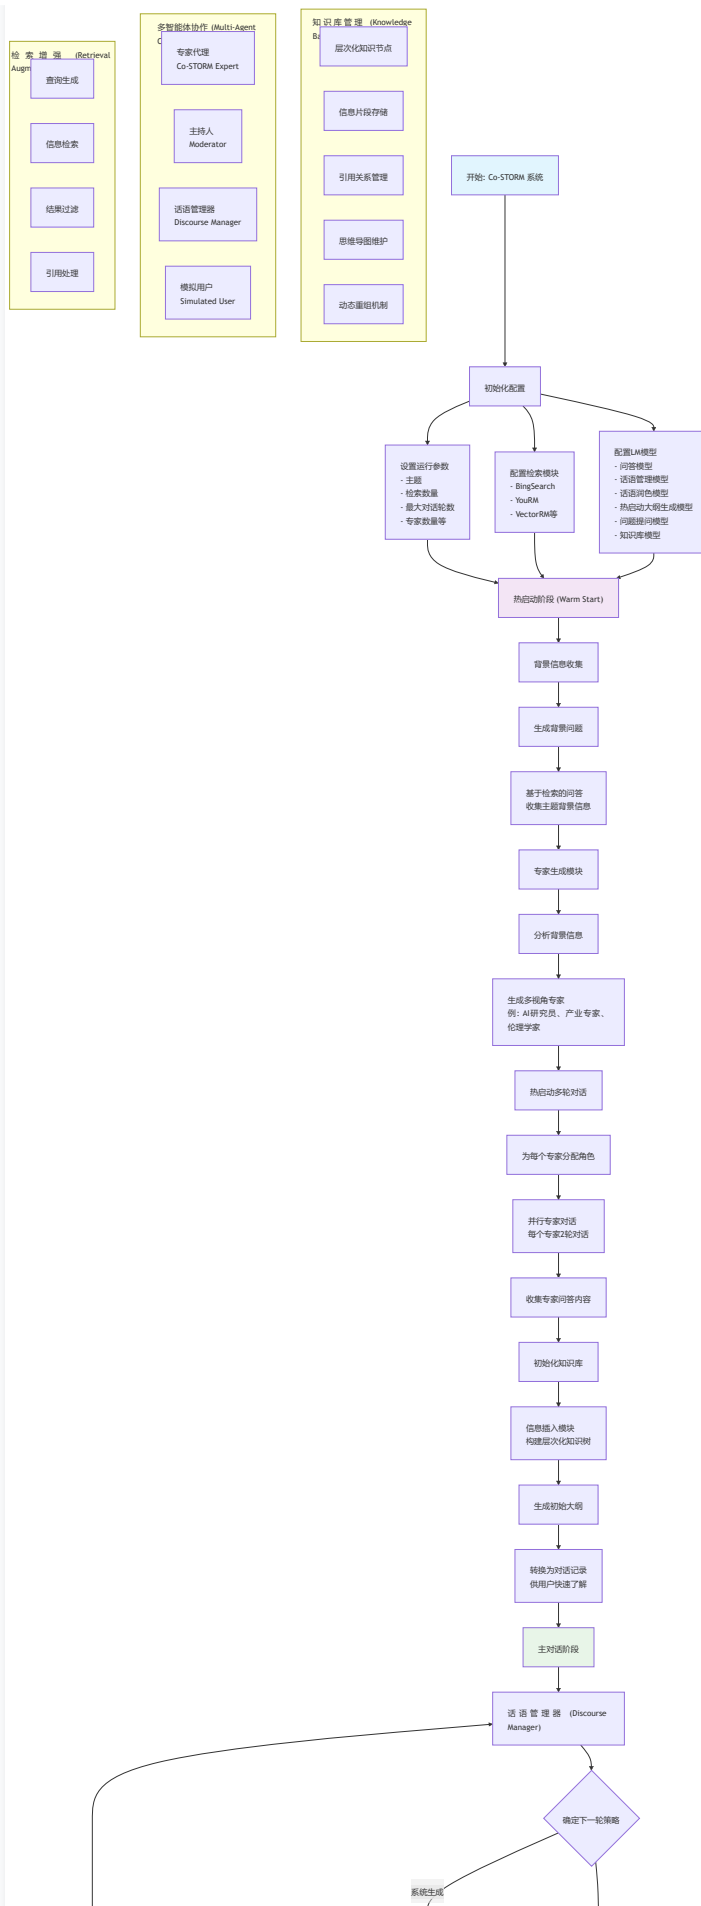 检索增强 (Retrieval
Augm
查询生成
信息检索
结果过滤
引用处理
多智能体协作 (Multi-Agent
C
专家代理
Co-STORM Expert
主持人
Moderator
话语管理器
Discourse Manager
模拟用户
Simulated User
知识库管理 (Knowledge
Ba
层次化知识节点
信息片段存储
引用关系管理
思维导图维护
动态重组机制
开始: Co-STORM 系统
初始化配置
设置运行参数
- 主题
- 检索数量
- 最大对话轮数
- 专家数量等
配置检索模块
- BingSearch
- YouRM
- VectorRM等
配置LM模型
- 问答模型
- 话语管理模型
- 话语润色模型
- 热启动大纲生成模型
- 问题提问模型
- 知识库模型
热启动阶段 (Warm Start)
背景信息收集
生成背景问题
基于检索的问答
收集主题背景信息
专家生成模块
分析背景信息
生成多视角专家
例: AI研究员、产业专家、
伦理学家
热启动多轮对话
为每个专家分配角色
并行专家对话
每个专家2轮对话
收集专家问答内容
初始化知识库
信息插入模块
构建层次化知识树
生成初始大纲
转换为对话记录
供用户快速了解
主对话阶段
话语管理器 (Discourse
Manager)
确定下一轮策略
系统生成